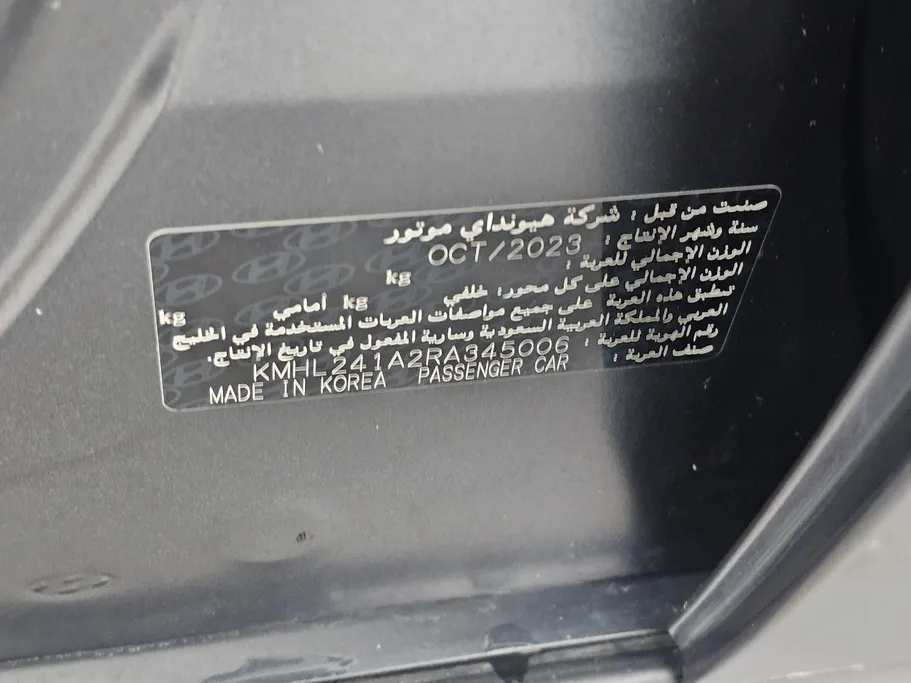 صنعت من قبل : شركة هيونداي موتور
سنة وشهر الإنتاج : OCT/2023
الوزن الإجمالي للعربة : kg
الوزن الإجمالي على كل محور: خلفي kg أمامي kg
تطبق هذه العربة على جميع مواصفات العربات المستخدمة في الخليج
العربي والمملكة العربية السعودية وسارية المفعول في تاريخ الإنتاج.
رقم الهوية للعربة : KMHL241A2RA345006
صنف العربة : PASSENGER CAR MADE IN KOREA